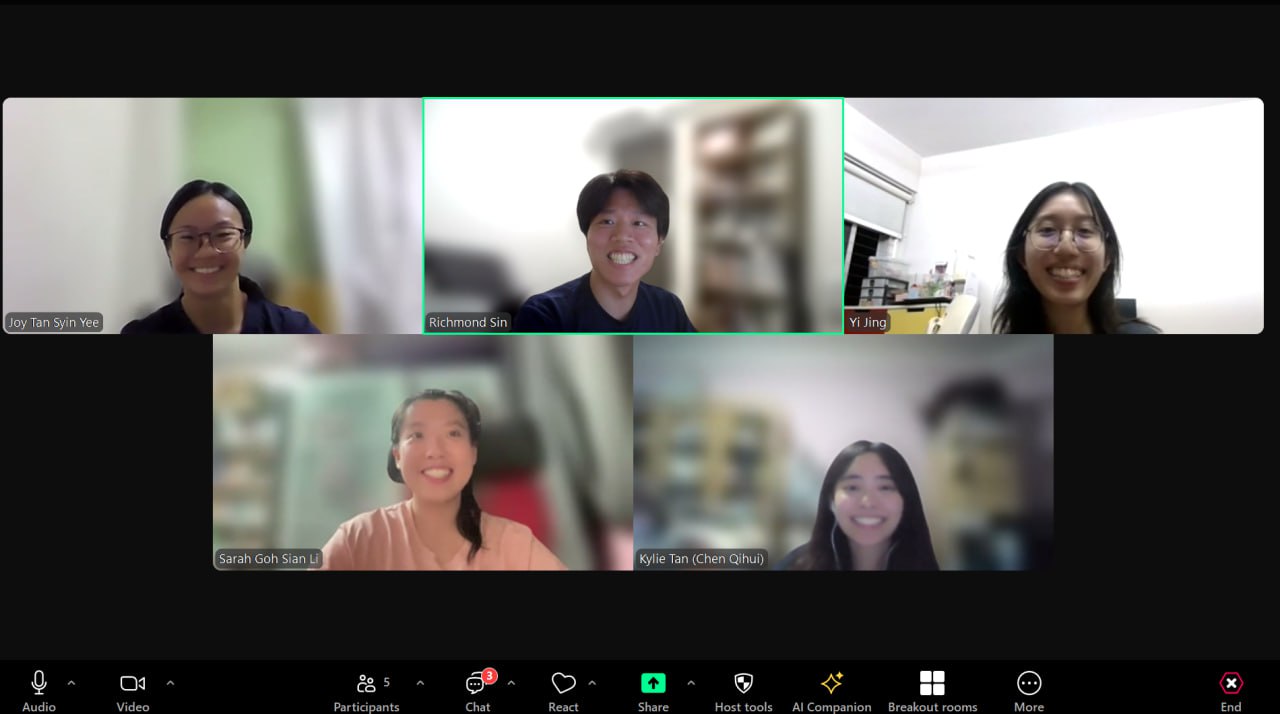 Joy Tan Syin Yee
Richmond Sin
Yi Jing
Sarah Goh Sian Li
Kylie Tan (Chen Qihui)
5
3
Audio
Video
Participants
Chat
React
Share
Host tools
AI Companion
Breakout rooms
More
End